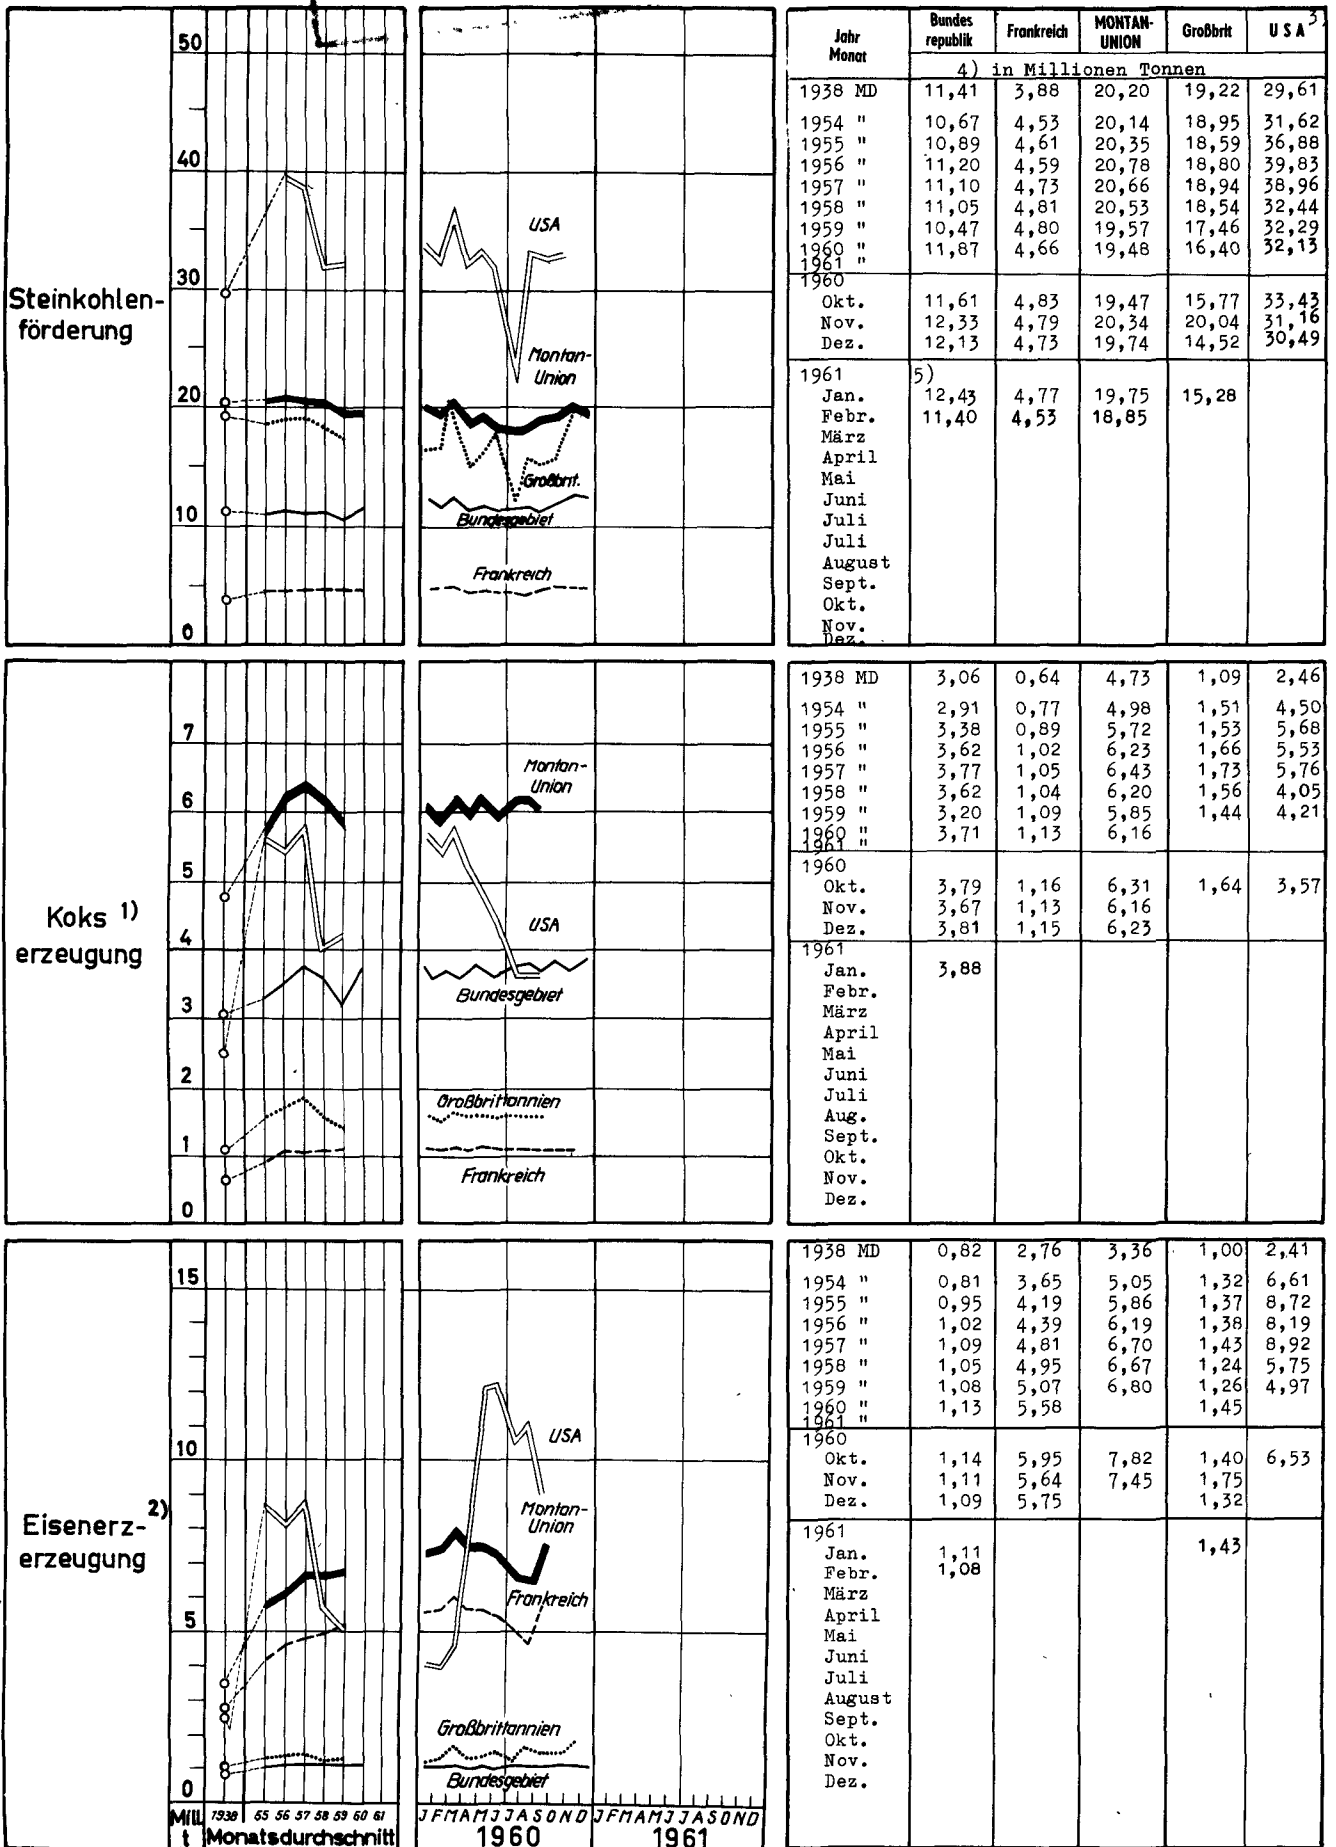 Steinkohlen-
förderung
50
40
30
20
10
0
USA
Montan-
Union
Großbrit.
Bundesgebiet
Frankreich
Jahr Monat | Bundes republik | Frankreich | MONTAN-UNION | Großbrit | USA 3)
4) in Millionen Tonnen
1938 MD 11,41 3,88 20,20 19,22 29,61
1954 " 10,67 4,53 20,14 18,95 31,62
1955 " 10,89 4,61 20,35 18,59 36,88
1956 " 11,20 4,59 20,78 18,80 39,83
1957 " 11,10 4,73 20,66 18,94 38,96
1958 " 11,05 4,81 20,53 18,54 32,44
1959 " 10,47 4,80 19,57 17,46 32,29
1960 " 11,87 4,66 19,48 16,40 32,13
1961 "
1960
Okt. 11,61 4,83 19,47 15,77 33,43
Nov. 12,33 4,79 20,34 20,04 31,16
Dez. 12,13 4,73 19,74 14,52 30,49
1961 5)
Jan. 12,43 4,77 19,75 15,28
Febr. 11,40 4,53 18,85
März
April
Mai
Juni
Juli
Juli
August
Sept.
Okt.
Nov.
Dez.
Koks 1)
erzeugung
7
6
5
4
3
2
1
0
Montan-
Union
USA
Bundesgebiet
Großbrittannien
Frankreich
1938 MD 3,06 0,64 4,73 1,09 2,46
1954 " 2,91 0,77 4,98 1,51 4,50
1955 " 3,38 0,89 5,72 1,53 5,68
1956 " 3,62 1,02 6,23 1,66 5,53
1957 " 3,77 1,05 6,43 1,73 5,76
1958 " 3,62 1,04 6,20 1,56 4,05
1959 " 3,20 1,09 5,85 1,44 4,21
1960 " 3,71 1,13 6,16
1961 "
1960
Okt. 3,79 1,16 6,31 1,64 3,57
Nov. 3,67 1,13 6,16
Dez. 3,81 1,15 6,23
1961
Jan. 3,88
Febr.
März
April
Mai
Juni
Juli
Aug.
Sept.
Okt.
Nov.
Dez.
Eisenerz- 2)
erzeugung
15
10
5
0
USA
Montan-
Union
Frankreich
Großbrittannien
Bundesgebiet
1938 MD 0,82 2,76 3,36 1,00 2,41
1954 " 0,81 3,65 5,05 1,32 6,61
1955 " 0,95 4,19 5,86 1,37 8,72
1956 " 1,02 4,39 6,19 1,38 8,19
1957 " 1,09 4,81 6,70 1,43 8,92
1958 " 1,05 4,95 6,67 1,24 5,75
1959 " 1,08 5,07 6,80 1,26 4,97
1960 " 1,13 5,58 1,45
1961 "
1960
Okt. 1,14 5,95 7,82 1,40 6,53
Nov. 1,11 5,64 7,45 1,75
Dez. 1,09 5,75 1,32
1961
Jan. 1,11 1,43
Febr. 1,08
März
April
Mai
Juni
Juli
August
Sept.
Okt.
Nov.
Dez.
Mill. t
1938 55 56 57 58 59 60 61
Monatsdurchschnitt
J F M A M J J A S O N D J F M A M J J A S O N D
1960 1961